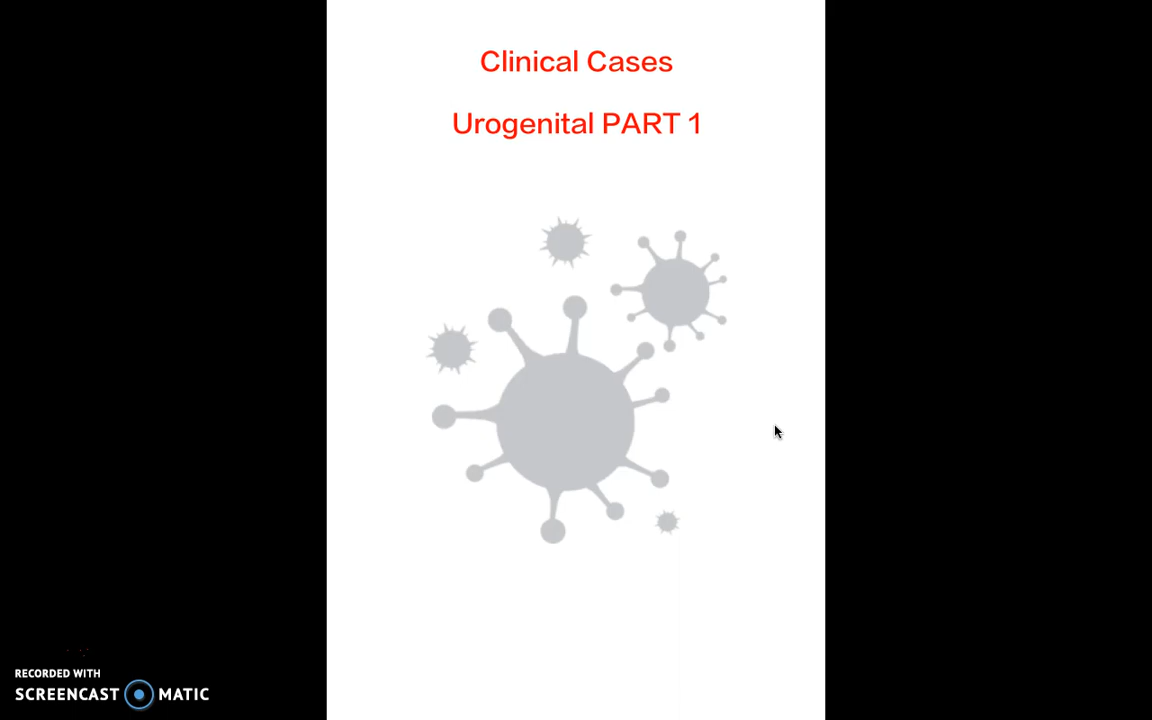 Clinical Cases
Urogenital PART 1
RECORDED WITH
SCREENCAST MATIC